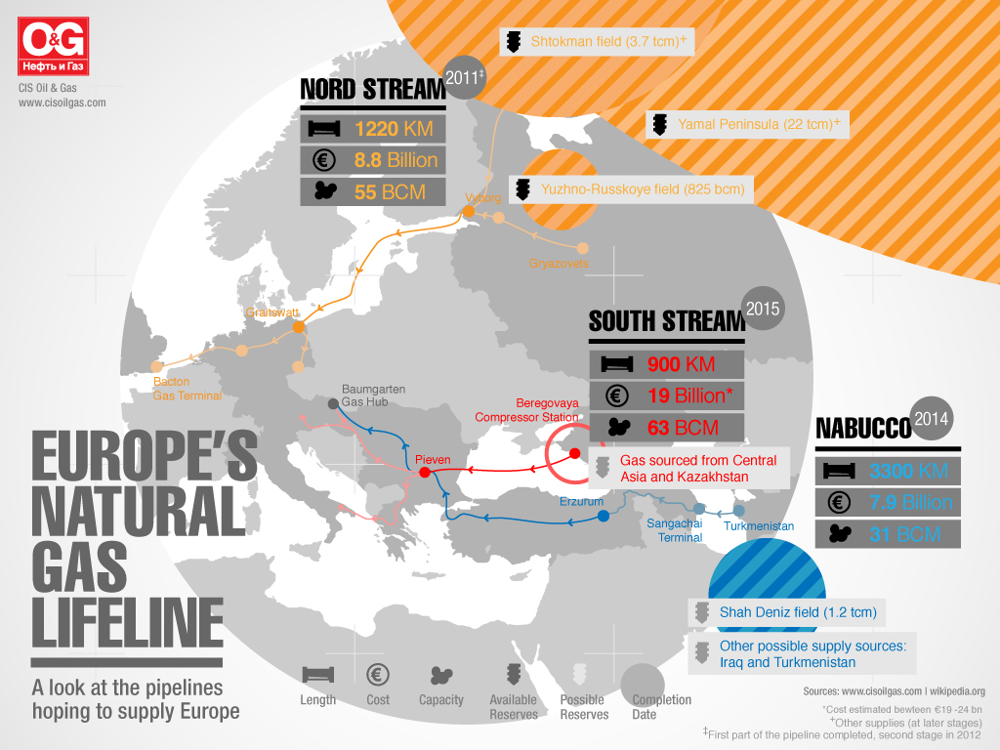 O&G
Нефть и Газ
CIS Oil & Gas
www.cisoilgas.com
Shtokman field (3.7 tcm)+
Yamal Peninsula (22 tcm)+
Yuzhno-Russkoye field (825 bcm)
NORD STREAM
2011‡
1220 KM
€
8.8 Billion
55 BCM
Vyborg
Gryazovels
Graitswatt
Bacton
Gas Terminal
SOUTH STREAM
2015
900 KM
€
19 Billion*
63 BCM
Gas sourced from Central
Asia and Kazakhstan
Baumgarten
Gas Hub
Beregovaya
Compressor Station
Pieven
NABUCCO
2014
3300 KM
€
7.9 Billion
31 BCM
Erzurum
Sangachai
Terminal
Turkmenistan
Shah Deniz field (1.2 tcm)
Other possible supply sources:
Iraq and Turkmenistan
EUROPE'S
NATURAL
GAS
LIFELINE
A look at the pipelines
hoping to supply Europe
€
Length
Cost
Capacity
Available
Reserves
Possible
Reserves
Completion
Date
Sources: www.cisoilgas.com | wikipedia.org
*Cost estimated bewteen €19 -24 bn
+Other supplies (at later stages)
‡First part of the pipeline completed, second stage in 2012